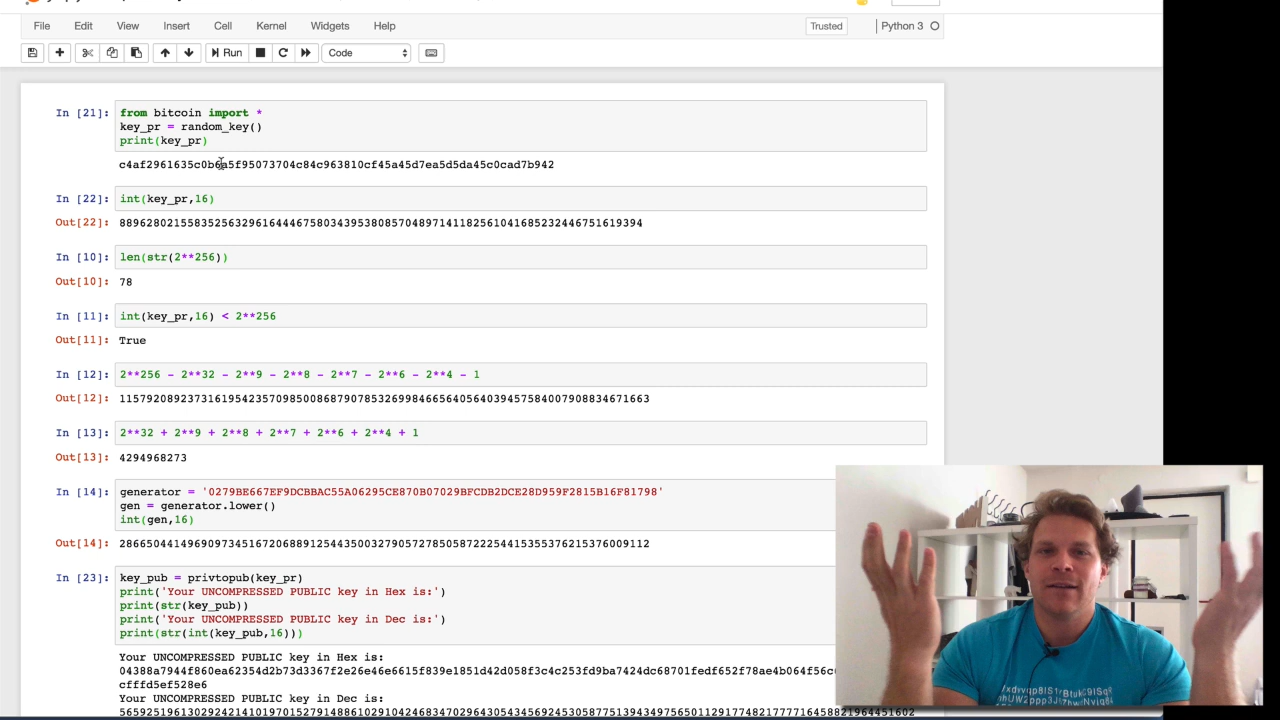 File Edit View Insert Cell Kernel Widgets Help Trusted Python 3
Run Code
In [21]: from bitcoin import *
key_pr = random_key()
print(key_pr)
c4af2961635c0b6a5f95073704c84c963810cf45a45d7ea5d5da45c0cad7b942
In [22]: int(key_pr,16)
Out[22]: 88962802155835256329616444675803439538085704897141182561041685232446751619394
In [10]: len(str(2**256))
Out[10]: 78
In [11]: int(key_pr,16) < 2**256
Out[11]: True
In [12]: 2**256 - 2**32 - 2**9 - 2**8 - 2**7 - 2**6 - 2**4 - 1
Out[12]: 115792089237316195423570985008687907853269984665640564039457584007908834671663
In [13]: 2**32 + 2**9 + 2**8 + 2**7 + 2**6 + 2**4 + 1
Out[13]: 4294968273
In [14]: generator = '0279BE667EF9DCBBAC55A06295CE870B07029BFCDB2DCE28D959F2815B16F81798'
gen = generator.lower()
int(gen,16)
Out[14]: 286650441496909734516720688912544350032790572785058722254415355376215376009112
In [23]: key_pub = privtopub(key_pr)
print('Your UNCOMPRESSED PUBLIC key in Hex is:')
print(str(key_pub))
print('Your UNCOMPRESSED PUBLIC key in Dec is:')
print(str(int(key_pub,16)))
Your UNCOMPRESSED PUBLIC key in Hex is:
cfffd5ef528e6
Your UNCOMPRESSED PUBLIC key in Dec is: